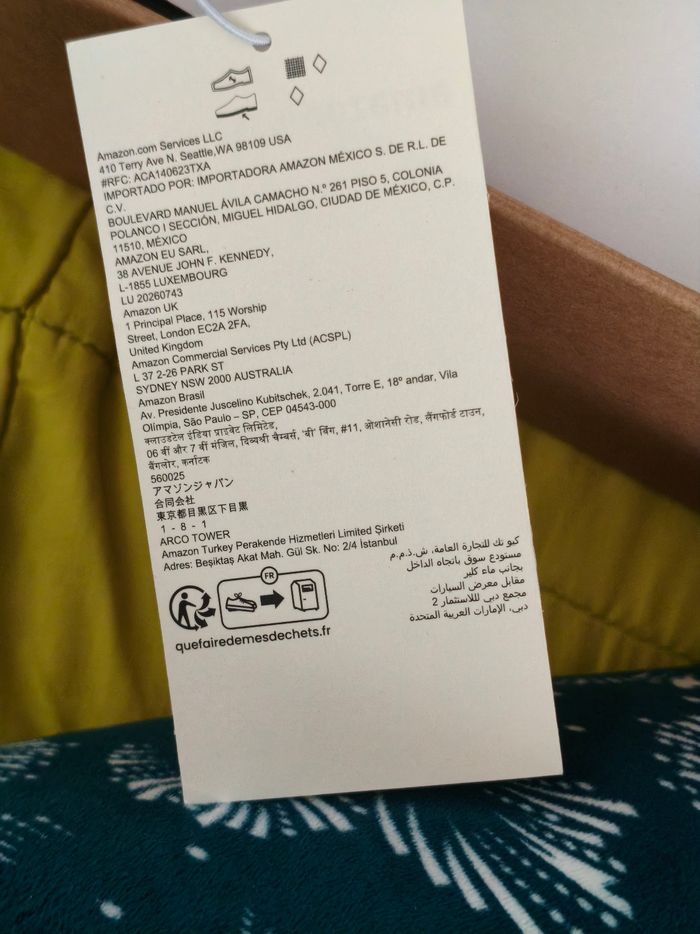 Amazon.com Services LLC
410 Terry Ave N. Seattle,WA 98109 USA
#RFC: ACA140623TXA
IMPORTADO POR: IMPORTADORA AMAZON MÉXICO S. DE R.L. DE
C.V.
BOULEVARD MANUEL ÁVILA CAMACHO N.º 261 PISO 5, COLONIA
POLANCO I SECCIÓN, MIGUEL HIDALGO, CIUDAD DE MÉXICO, C.P.
11510, MÉXICO
AMAZON EU SARL,
38 AVENUE JOHN F. KENNEDY,
L-1855 LUXEMBOURG
LU 20260743
Amazon UK
1 Principal Place, 115 Worship
Street, London EC2A 2FA,
United Kingdom
Amazon Commercial Services Pty Ltd (ACSPL)
L 37 2-26 PARK ST
SYDNEY NSW 2000 AUSTRALIA
Amazon Brasil
Av. Presidente Juscelino Kubitschek, 2.041, Torre E, 18º andar, Vila
Olímpia, São Paulo – SP, CEP 04543-000
क्लाउडटेल इंडिया प्राइवेट लिमिटेड,
06 वीं और 7 वीं मंजिल, दिव्यश्री चैम्बर्स, 'बी' विंग, #11, ओशानेसी रोड, लैंगफोर्ड टाउन,
बैंगलोर, कर्नाटक
560025
アマゾンジャパン
合同会社
東京都目黒区下目黒
1 - 8 - 1
ARCO TOWER
Amazon Turkey Perakende Hizmetleri Limited Şirketi
Adres: Beşiktaş Akat Mah. Gül Sk. No: 2/4 İstanbul
كيو تك للتجارة العامة، ش.ذ.م.م
مستودع سوق باتجاه الداخل
بجانب ماء كلير
مقابل معرض السيارات
مجمع دبي لللاستثمار 2
دبي، الإمارات العربية المتحدة
FR
quefairedemesdechets.fr